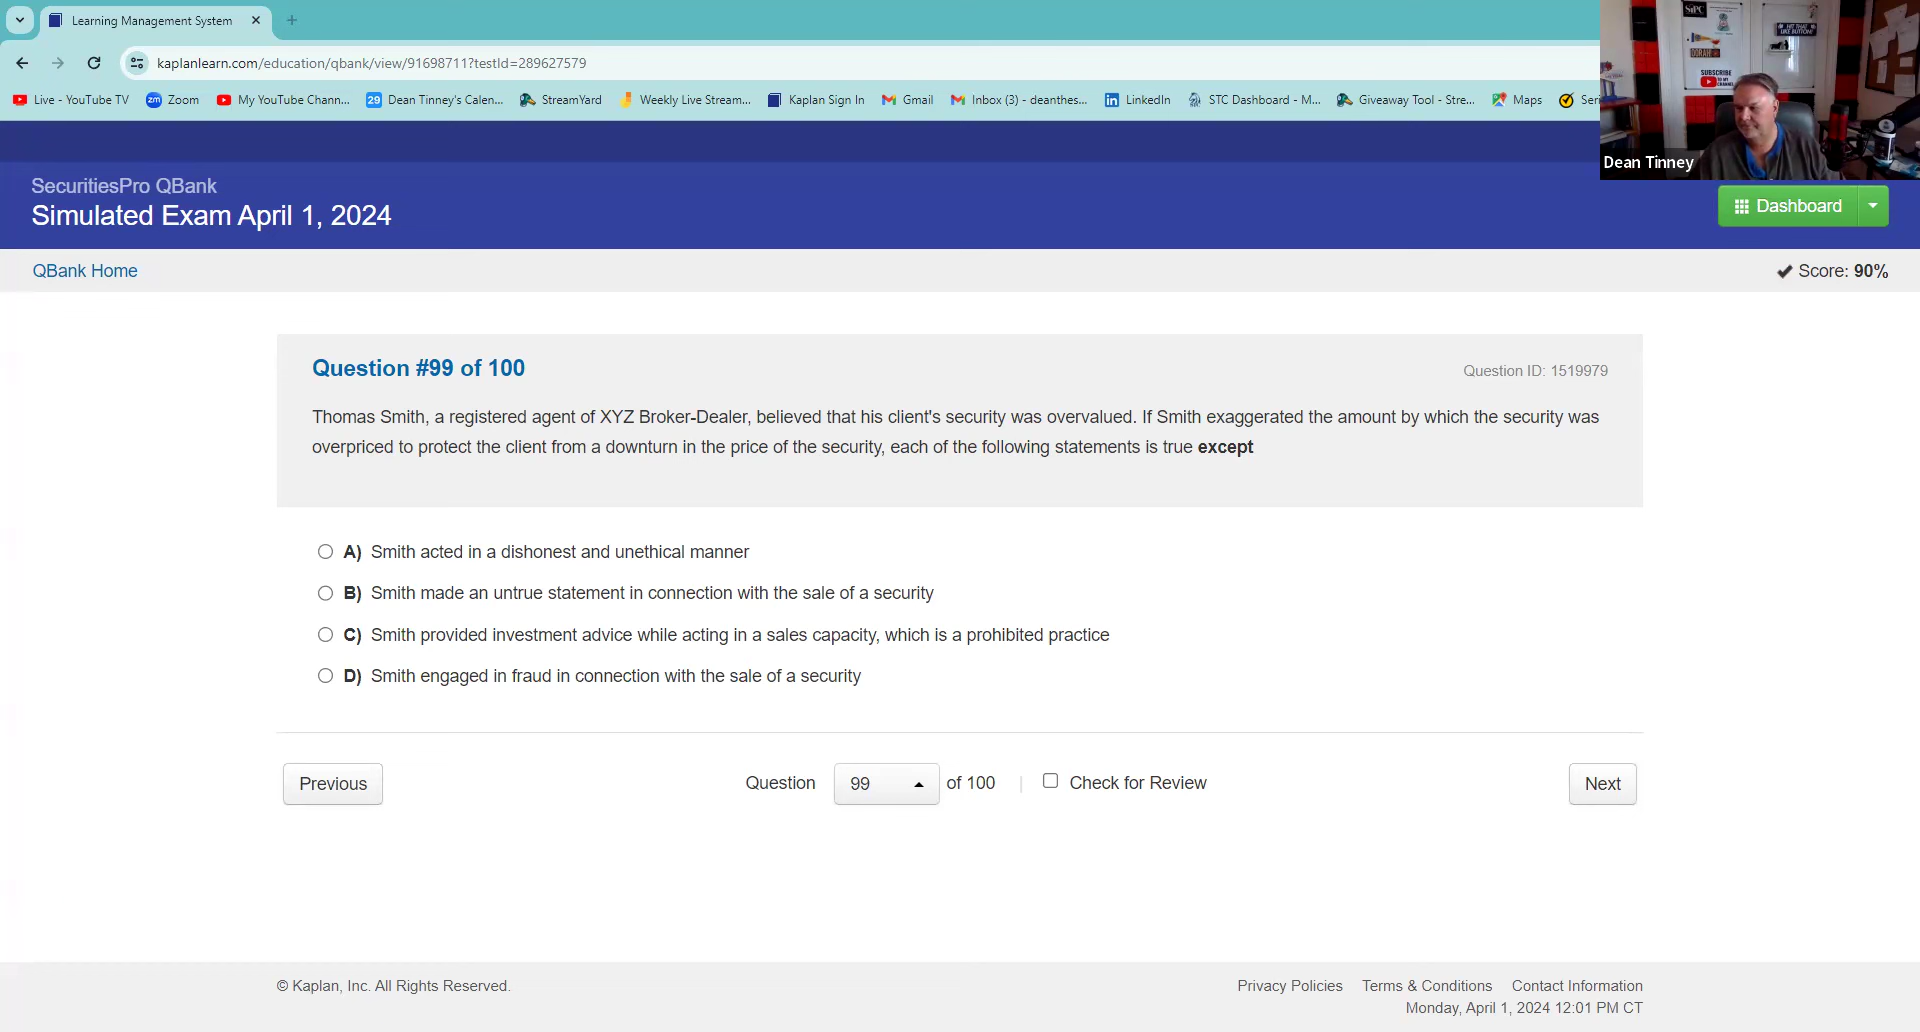 Learning Management System
kaplanlearn.com/education/qbank/view/91698711?testId=289627579
Live - YouTube TV
Zoom
My YouTube Chann...
Dean Tinney's Calen...
StreamYard
Weekly Live Stream...
Kaplan Sign In
Gmail
Inbox (3) - deanthes...
LinkedIn
STC Dashboard - M...
Giveaway Tool - Stre...
Maps
Seri
SIPC
HIT THAT
LIKE BUTTON!
SUBSCRIBE
Dean Tinney
SecuritiesPro QBank
Simulated Exam April 1, 2024
Dashboard
QBank Home
Score: 90%
Question #99 of 100
Question ID: 1519979
Thomas Smith, a registered agent of XYZ Broker-Dealer, believed that his client's security was overvalued. If Smith exaggerated the amount by which the security was
overpriced to protect the client from a downturn in the price of the security, each of the following statements is true except
A) Smith acted in a dishonest and unethical manner
B) Smith made an untrue statement in connection with the sale of a security
C) Smith provided investment advice while acting in a sales capacity, which is a prohibited practice
D) Smith engaged in fraud in connection with the sale of a security
Previous
Question 99 of 100 | Check for Review
Next
© Kaplan, Inc. All Rights Reserved.
Privacy Policies Terms & Conditions Contact Information
Monday, April 1, 2024 12:01 PM CT